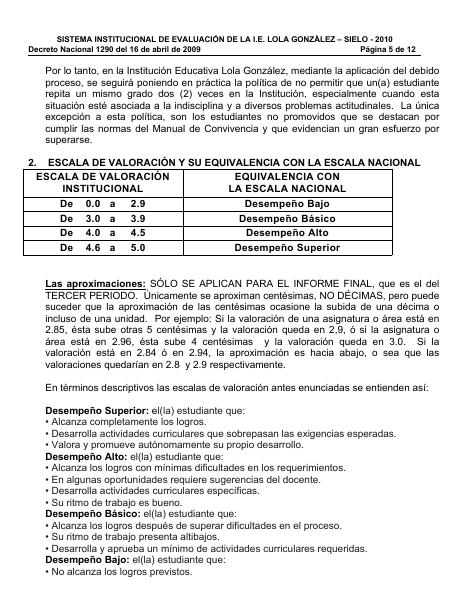 SISTEMA INSTITUCIONAL DE EVALUACIÓN DE LA I.E. LOLA GONZÀLEZ – SIELO - 2010
Decreto Nacional 1290 del 16 de abril de 2009 Página 5 de 12
Por lo tanto, en la Institución Educativa Lola González, mediante la aplicación del debido
proceso, se seguirá poniendo en práctica la política de no permitir que un(a) estudiante
repita un mismo grado dos (2) veces en la Institución, especialmente cuando esta
situación esté asociada a la indisciplina y a diversos problemas actitudinales. La única
excepción a esta política, son los estudiantes no promovidos que se destacan por
cumplir las normas del Manual de Convivencia y que evidencian un gran esfuerzo por
superarse.
2. ESCALA DE VALORACIÓN Y SU EQUIVALENCIA CON LA ESCALA NACIONAL
ESCALA DE VALORACIÓN EQUIVALENCIA CON
INSTITUCIONAL LA ESCALA NACIONAL
De 0.0 a 2.9 Desempeño Bajo
De 3.0 a 3.9 Desempeño Básico
De 4.0 a 4.5 Desempeño Alto
De 4.6 a 5.0 Desempeño Superior
Las aproximaciones: SÓLO SE APLICAN PARA EL INFORME FINAL, que es el del
TERCER PERIODO. Únicamente se aproximan centésimas, NO DÉCIMAS, pero puede
suceder que la aproximación de las centésimas ocasione la subida de una décima o
incluso de una unidad. Por ejemplo: Si la valoración de una asignatura o área está en
2.85, ésta sube otras 5 centésimas y la valoración queda en 2,9, ó si la asignatura o
área está en 2.96, ésta sube 4 centésimas y la valoración queda en 3.0. Si la
valoración está en 2.84 ó en 2.94, la aproximación es hacia abajo, o sea que las
valoraciones quedarían en 2.8 y 2.9 respectivamente.
En términos descriptivos las escalas de valoración antes enunciadas se entienden así:
Desempeño Superior: el(la) estudiante que:
• Alcanza completamente los logros.
• Desarrolla actividades curriculares que sobrepasan las exigencias esperadas.
• Valora y promueve autónomamente su propio desarrollo.
Desempeño Alto: el(la) estudiante que:
• Alcanza los logros con mínimas dificultades en los requerimientos.
• En algunas oportunidades requiere sugerencias del docente.
• Desarrolla actividades curriculares específicas.
• Su ritmo de trabajo es bueno.
Desempeño Básico: el(la) estudiante que:
• Alcanza los logros después de superar dificultades en el proceso.
• Su ritmo de trabajo presenta altibajos.
• Desarrolla y aprueba un mínimo de actividades curriculares requeridas.
Desempeño Bajo: el(la) estudiante que:
• No alcanza los logros previstos.